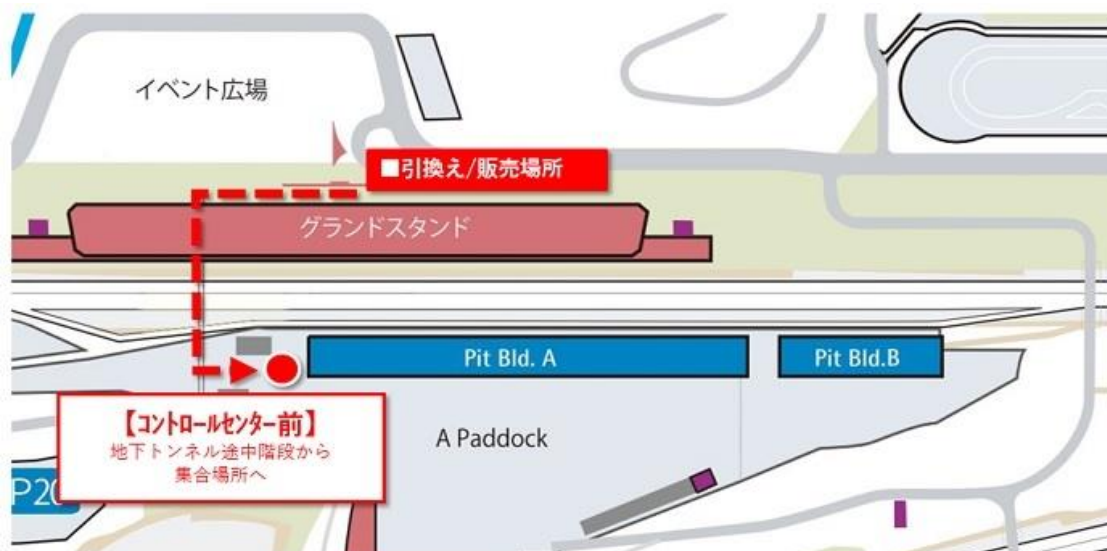 イベント広場
■引換え/販売場所
グランドスタンド
Pit Bld. A
Pit Bld.B
【コントロールセンター前】
地下トンネル途中階段から
集合場所へ
A Paddock
P20